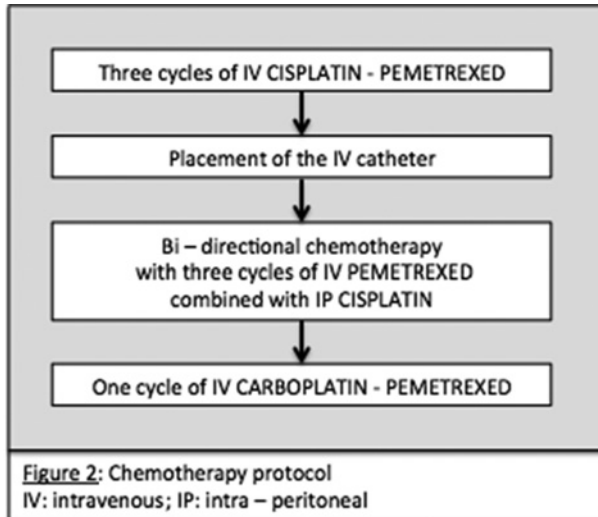 Three cycles of IV CISPLATIN - PEMETREXED
Placement of the IV catheter
Bi – directional chemotherapy
with three cycles of IV PEMETREXED
combined with IP CISPLATIN
One cycle of IV CARBOPLATIN - PEMETREXED
Figure 2: Chemotherapy protocol
IV: intravenous; IP: intra – peritoneal